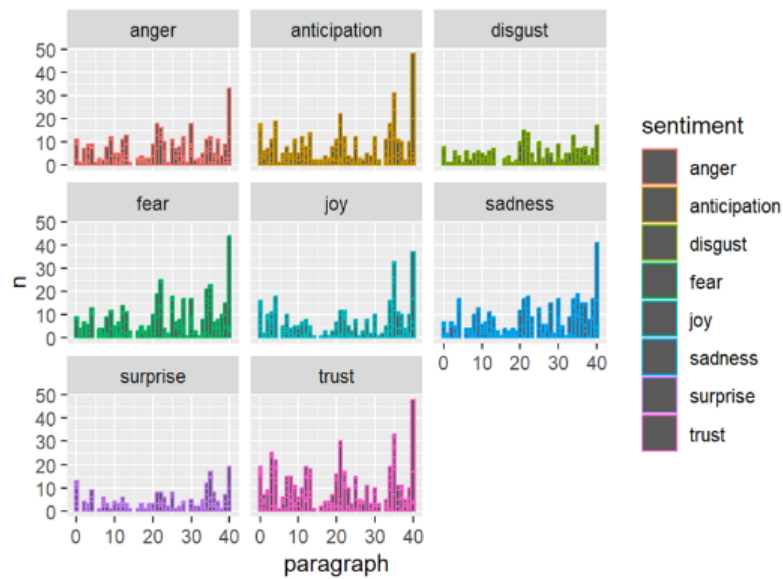 anger anticipation disgust
50
40
30
20
10
0
fear joy sadness
50
40
30
20
10
0
0 10 20 30 40
surprise trust
50
40
30
20
10
0
0 10 20 30 40 0 10 20 30 40
n
paragraph
sentiment
anger
anticipation
disgust
fear
joy
sadness
surprise
trust